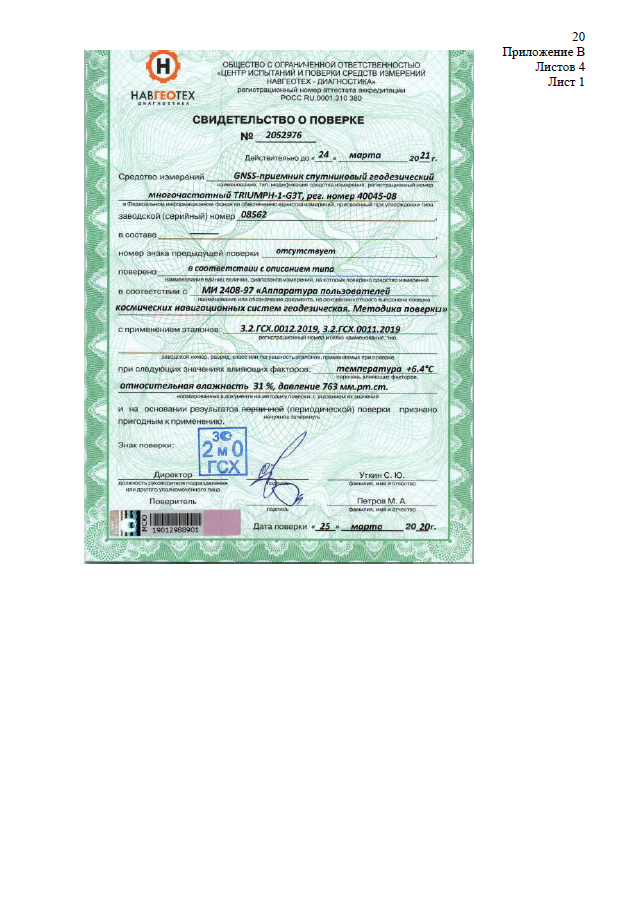 20
Приложение В
Листов 4
Лист 1
Н
НАВГЕОТЕХ
ДИАГНОСТИКА
ОБЩЕСТВО С ОГРАНИЧЕННОЙ ОТВЕТСТВЕННОСТЬЮ
«ЦЕНТР ИСПЫТАНИЙ И ПОВЕРКИ СРЕДСТВ ИЗМЕРЕНИЙ
НАВГЕОТЕХ - ДИАГНОСТИКА»
регистрационный номер аттестата аккредитации
РОСС RU.0001.310 380
СВИДЕТЕЛЬСТВО О ПОВЕРКЕ
№ 2052976
Действительно до « 24 » марта 2021 г.
Средство измерений GNSS-приемник спутниковый геодезический
наименование, тип, модификация средства измерений, регистрационный номер
многочастотный TRIUMPH-1-G3T, рег. номер 40045-08
в Федеральном информационном фонде по обеспечению единства измерений, присвоенный при утверждении типа
заводской (серийный) номер 08562
в составе
номер знака предыдущей поверки отсутствует
поверено в соответствии с описанием типа
наименование единиц величин, диапазонов измерений, на которых поверено средство измерений
в соответствии с МИ 2408-97 «Аппаратура пользователей
наименование или обозначение документа, на основании которого выполнена поверка
космических навигационных систем геодезическая. Методика поверки»
с применением эталонов: 3.2.ГСХ.0012.2019, 3.2.ГСХ.0011.2019
регистрационный номер и (или) наименование, тип,
заводской номер, разряд, класс или погрешность эталонов, применяемых при поверке
при следующих значениях влияющих факторов: температура +6.4°С
перечень влияющих факторов,
относительная влажность 31 %, давление 763 мм.рт.ст.
нормированных в документе на методику поверки, с указанием их значений
и на основании результатов первичной (периодической) поверки признано
ненужное зачеркнуть
пригодным к применению.
Знак поверки:
2 м 0
ГСХ
Директор Уткин С. Ю.
должность руководителя подразделения подпись фамилия, имя и отчество
или другого уполномоченного лица
Поверитель Петров М. А.
подпись фамилия, имя и отчество
19012988901
Дата поверки « 25 » марта 20 20г.